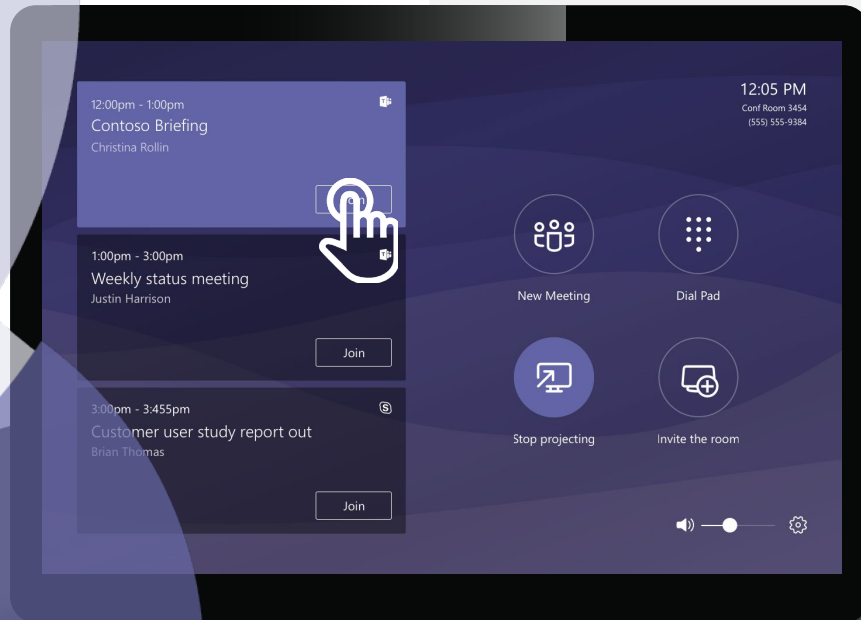 12:00pm - 1:00pm
Contoso Briefing
Christina Rollin
1:00pm - 3:00pm
Weekly status meeting
Justin Harrison
Join
3:00pm - 3:455pm
Customer user study report out
Brian Thomas
Join
12:05 PM
Conf Room 3454
(555) 555-9384
New Meeting
Dial Pad
Stop projecting
Invite the room